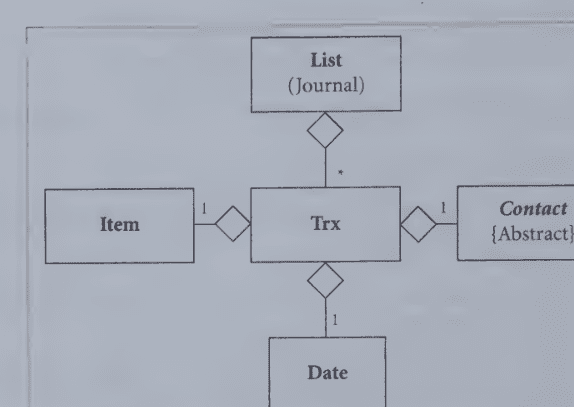 List
(Journal)
*
Item
1
Trx
1
Contact
{Abstract}
1
Date